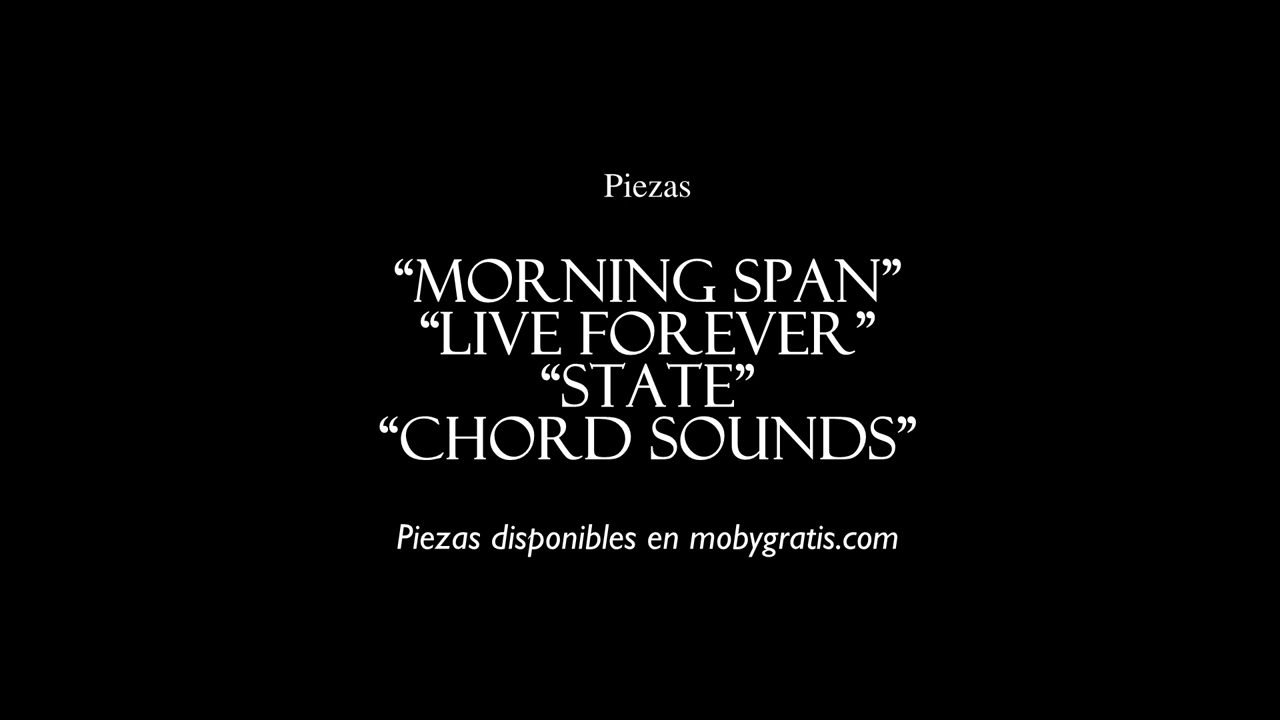 Piezas
“MORNING SPAN”
“LIVE FOREVER”
“STATE”
“CHORD SOUNDS”
Piezas disponibles en mobygratis.com